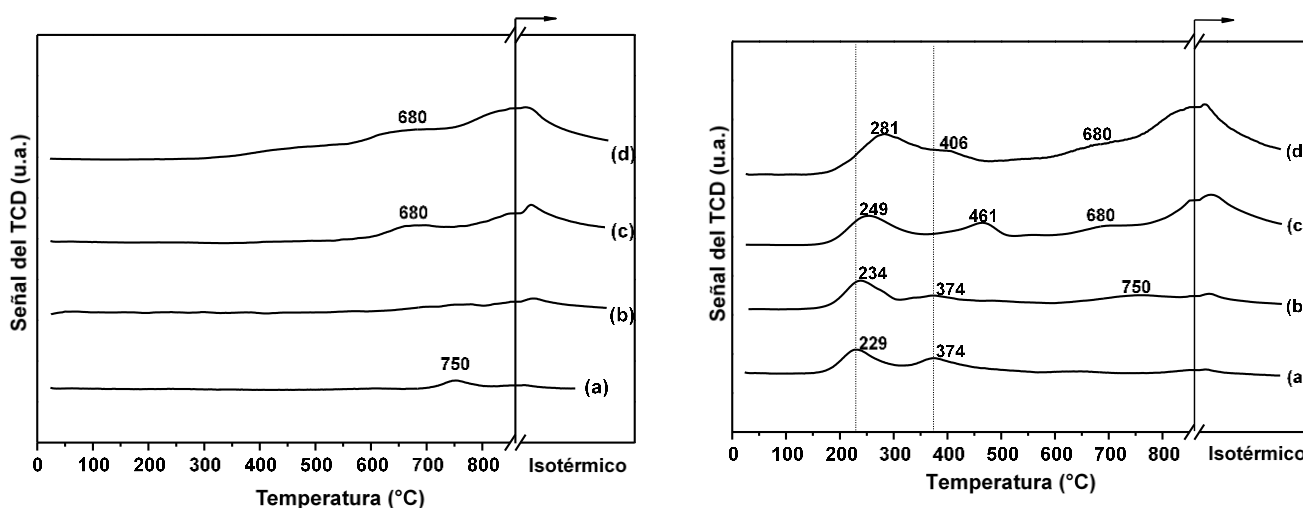 Señal del TCD (u.a.)
680
(d)
680
(c)
(b)
750
(a)
0 100 200 300 400 500 600 700 800
Isotérmico
Temperatura (°C)
Señal del TCD (u.a.)
281
406
680
(d
249
461
680
(c
234
374
750
(b
229
374
(a
0 100 200 300 400 500 600 700 800
Isotérmico
Temperatura (°C)